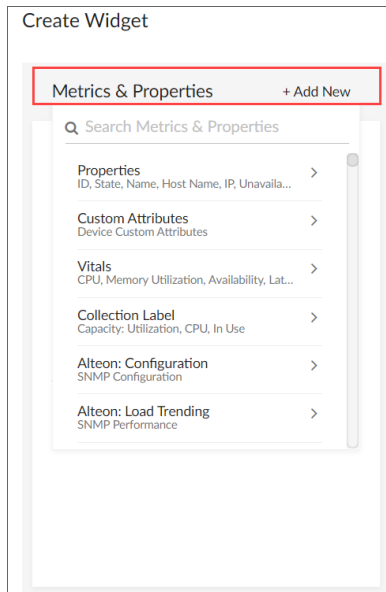 Create Widget
Metrics & Properties + Add New
Search Metrics & Properties
Properties
ID, State, Name, Host Name, IP, Unavaila...
Custom Attributes
Device Custom Attributes
Vitals
CPU, Memory Utilization, Availability, Lat...
Collection Label
Capacity: Utilization, CPU, In Use
Alteon: Configuration
SNMP Configuration
Alteon: Load Trending
SNMP Performance